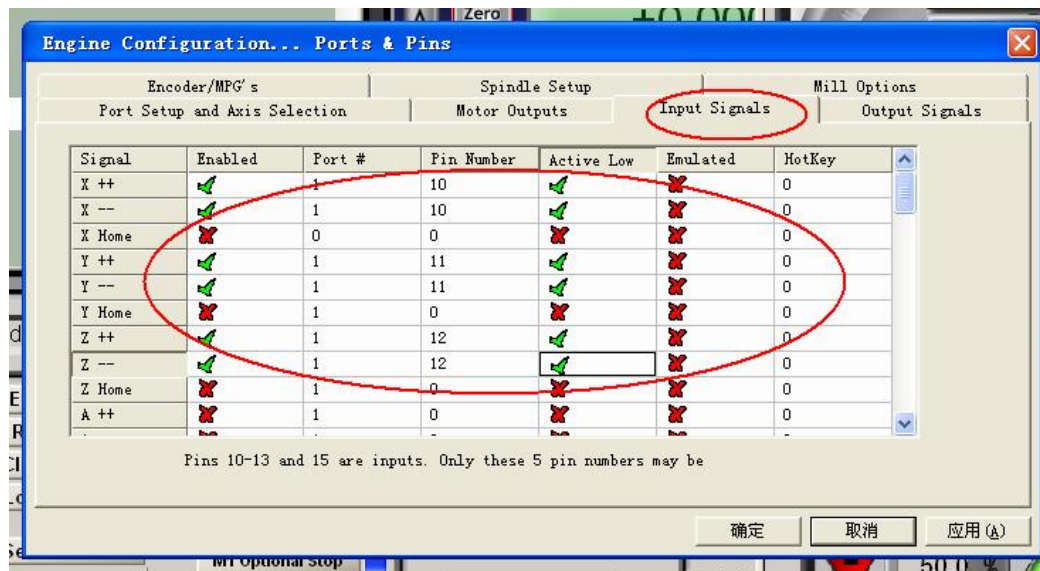 Zero
+0.000
Engine Configuration... Ports & Pins
Encoder/MPG's Spindle Setup Mill Options
Port Setup and Axis Selection Motor Outputs Input Signals Output Signals
Signal Enabled Port # Pin Number Active Low Emulated HotKey
X ++ 1 10 0
X -- 1 10 0
X Home 0 0 0
Y ++ 1 11 0
Y -- 1 11 0
Y Home 1 0 0
Z ++ 1 12 0
Z -- 1 12 0
Z Home 1 0 0
A ++ 1 0 0
Pins 10-13 and 15 are inputs. Only these 5 pin numbers may be
确定 取消 应用(A)
M1 Optional Stop
50.0 %